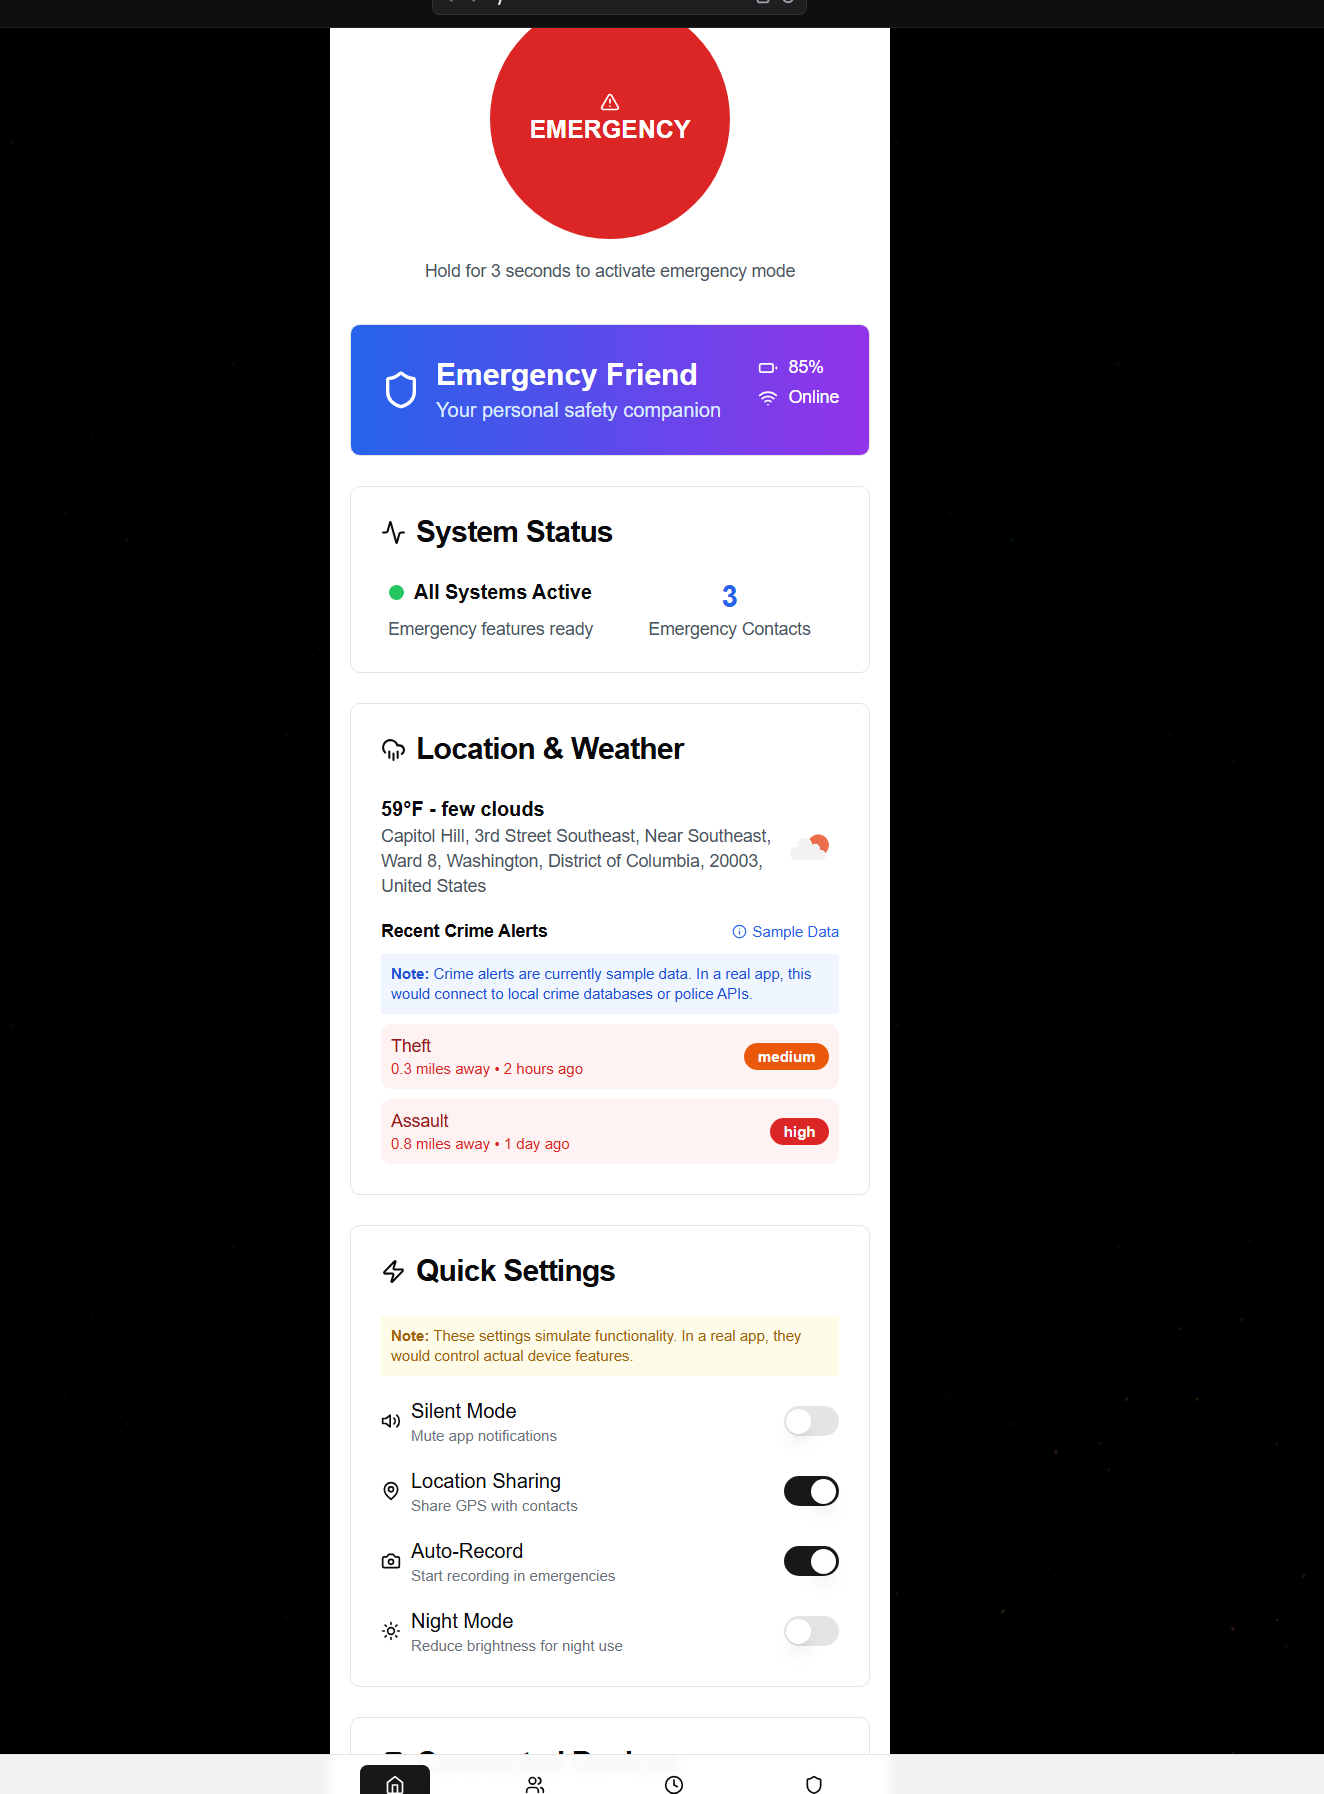 EMERGENCY
Hold for 3 seconds to activate emergency mode
Emergency Friend
Your personal safety companion
85%
Online
System Status
All Systems Active
Emergency features ready
3
Emergency Contacts
Location & Weather
59°F - few clouds
Capitol Hill, 3rd Street Southeast, Near Southeast,
Ward 8, Washington, District of Columbia, 20003,
United States
Recent Crime Alerts
Sample Data
Note: Crime alerts are currently sample data. In a real app, this
would connect to local crime databases or police APIs.
Theft
0.3 miles away • 2 hours ago
medium
Assault
0.8 miles away • 1 day ago
high
Quick Settings
Note: These settings simulate functionality. In a real app, they
would control actual device features.
Silent Mode
Mute app notifications
Location Sharing
Share GPS with contacts
Auto-Record
Start recording in emergencies
Night Mode
Reduce brightness for night use